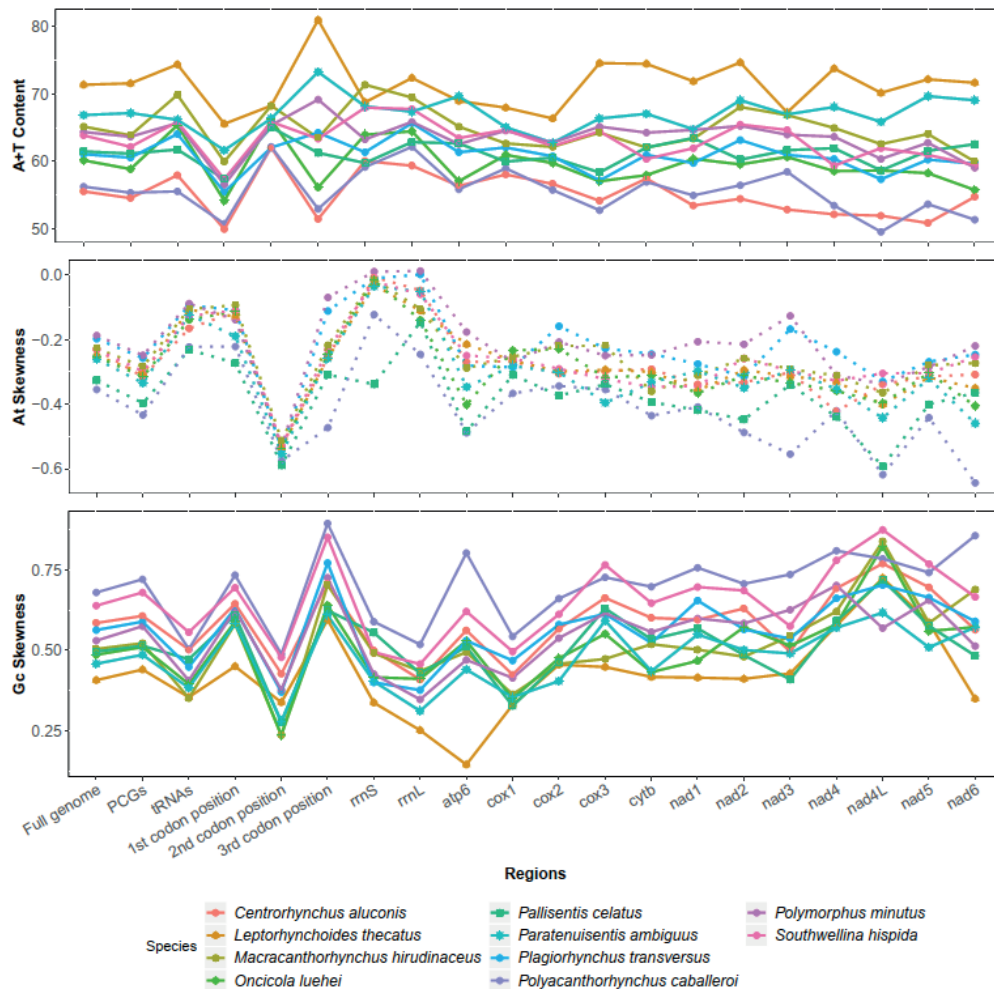 A+T Content
80
70
60
50
At Skewness
0.0
−0.2
−0.4
−0.6
Gc Skewness
0.75
0.50
0.25
Full genome
PCGs
tRNAs
1st codon position
2nd codon position
3rd codon position
rrnS
rrnL
atp6
cox1
cox2
cox3
cytb
nad1
nad2
nad3
nad4
nad4L
nad5
nad6
Regions
Species
Centrorhynchus aluconis
Leptorhynchoides thecatus
Macracanthorhynchus hirudinaceus
Oncicola luehei
Pallisentis celatus
Paratenuisentis ambiguus
Plagiorhynchus transversus
Polyacanthorhynchus caballeroi
Polymorphus minutus
Southwellina hispida